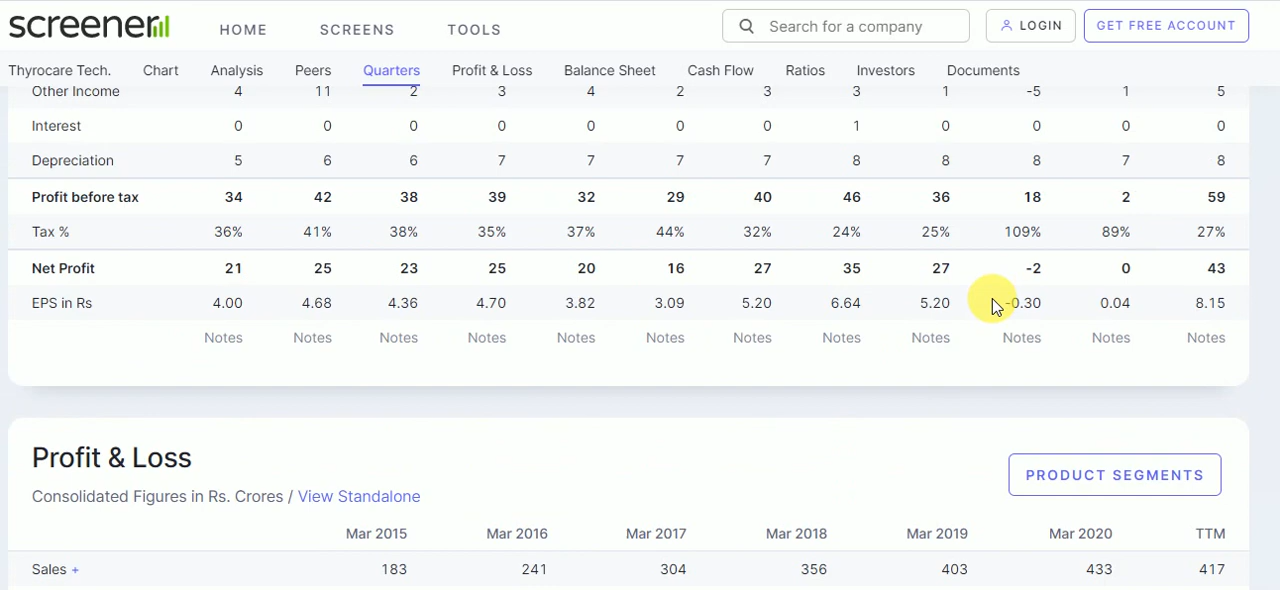 screener
HOME SCREENS TOOLS Search for a company LOGIN GET FREE ACCOUNT
Thyrocare Tech. Chart Analysis Peers Quarters Profit & Loss Balance Sheet Cash Flow Ratios Investors Documents
Other Income 4 11 2 3 4 2 3 3 1 -5 1 5
Interest 0 0 0 0 0 0 0 1 0 0 0 0
Depreciation 5 6 6 7 7 7 7 8 8 8 7 8
Profit before tax 34 42 38 39 32 29 40 46 36 18 2 59
Tax % 36% 41% 38% 35% 37% 44% 32% 24% 25% 109% 89% 27%
Net Profit 21 25 23 25 20 16 27 35 27 -2 0 43
EPS in Rs 4.00 4.68 4.36 4.70 3.82 3.09 5.20 6.64 5.20 -0.30 0.04 8.15
Notes Notes Notes Notes Notes Notes Notes Notes Notes Notes Notes Notes
Profit & Loss
PRODUCT SEGMENTS
Consolidated Figures in Rs. Crores / View Standalone
Mar 2015 Mar 2016 Mar 2017 Mar 2018 Mar 2019 Mar 2020 TTM
Sales + 183 241 304 356 403 433 417